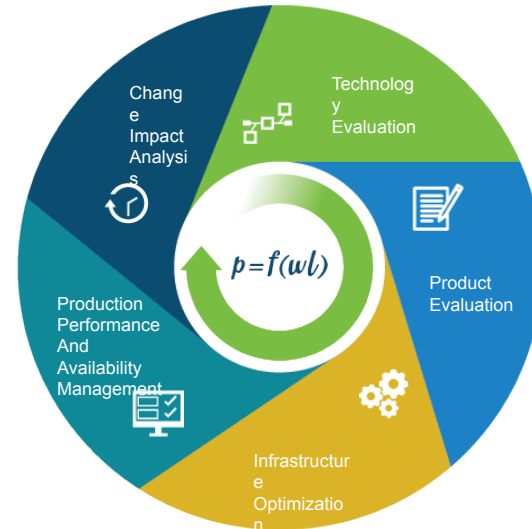 Technolog
y
Evaluation
Product
Evaluation
Infrastructur
e
Optimizatio
n
Production
Performance
And
Availability
Management
Chang
e
Impact
Analysi
s
p=f(wl)